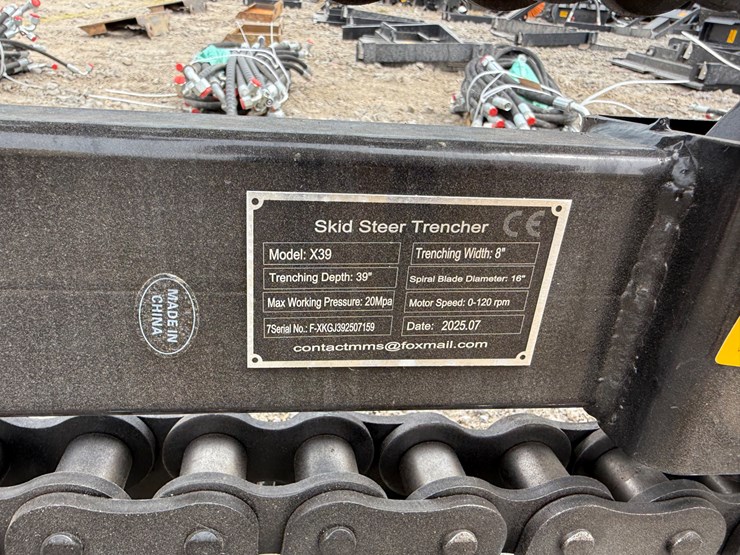 Skid Steer Trencher CE
Model: X39
Trenching Width: 8"
Trenching Depth: 39"
Spiral Blade Diameter: 16"
Max Working Pressure: 20Mpa
Motor Speed: 0-120 rpm
7Serial No.: F-XKGJ392507159
Date: 2025.07
contactmms@foxmail.com
MADE IN
CHINA